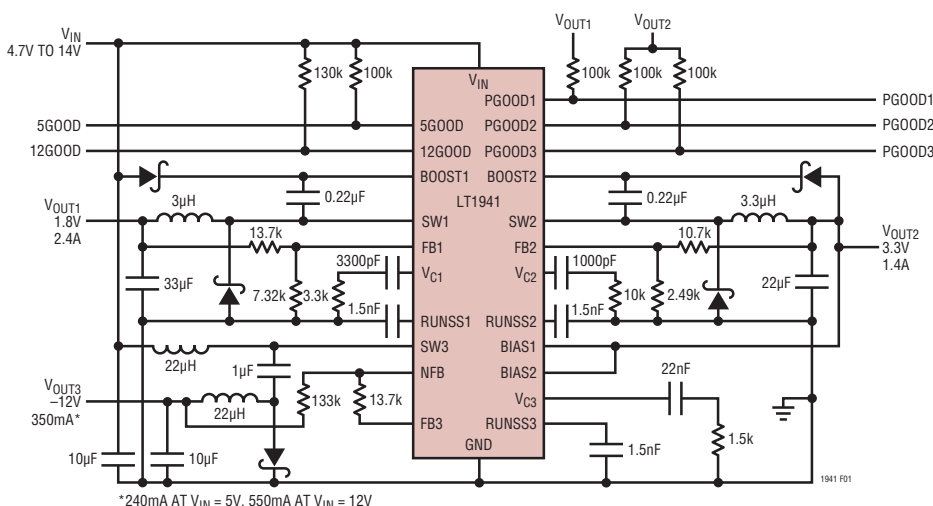 VIN
4.7V TO 14V
VOUT1
VOUT2
130k
100k
100k
100k
100k
VIN
PGOOD1
PGOOD1
5GOOD
5GOOD
PGOOD2
PGOOD2
12GOOD
12GOOD
PGOOD3
PGOOD3
BOOST1
BOOST2
LT1941
0.22µF
0.22µF
VOUT1
1.8V
2.4A
3µH
SW1
SW2
3.3µH
VOUT2
3.3V
1.4A
13.7k
FB1
FB2
10.7k
3300pF
VC1
VC2
1000pF
33µF
7.32k
3.3k
10k
2.49k
22µF
1.5nF
RUNSS1
RUNSS2
1.5nF
22µH
SW3
BIAS1
1µF
NFB
BIAS2
22nF
VOUT3
–12V
350mA*
22µH
133k
13.7k
VC3
FB3
RUNSS3
1.5k
GND
10µF
10µF
1.5nF
1941 F01
*240mA AT VIN = 5V, 550mA AT VIN = 12V